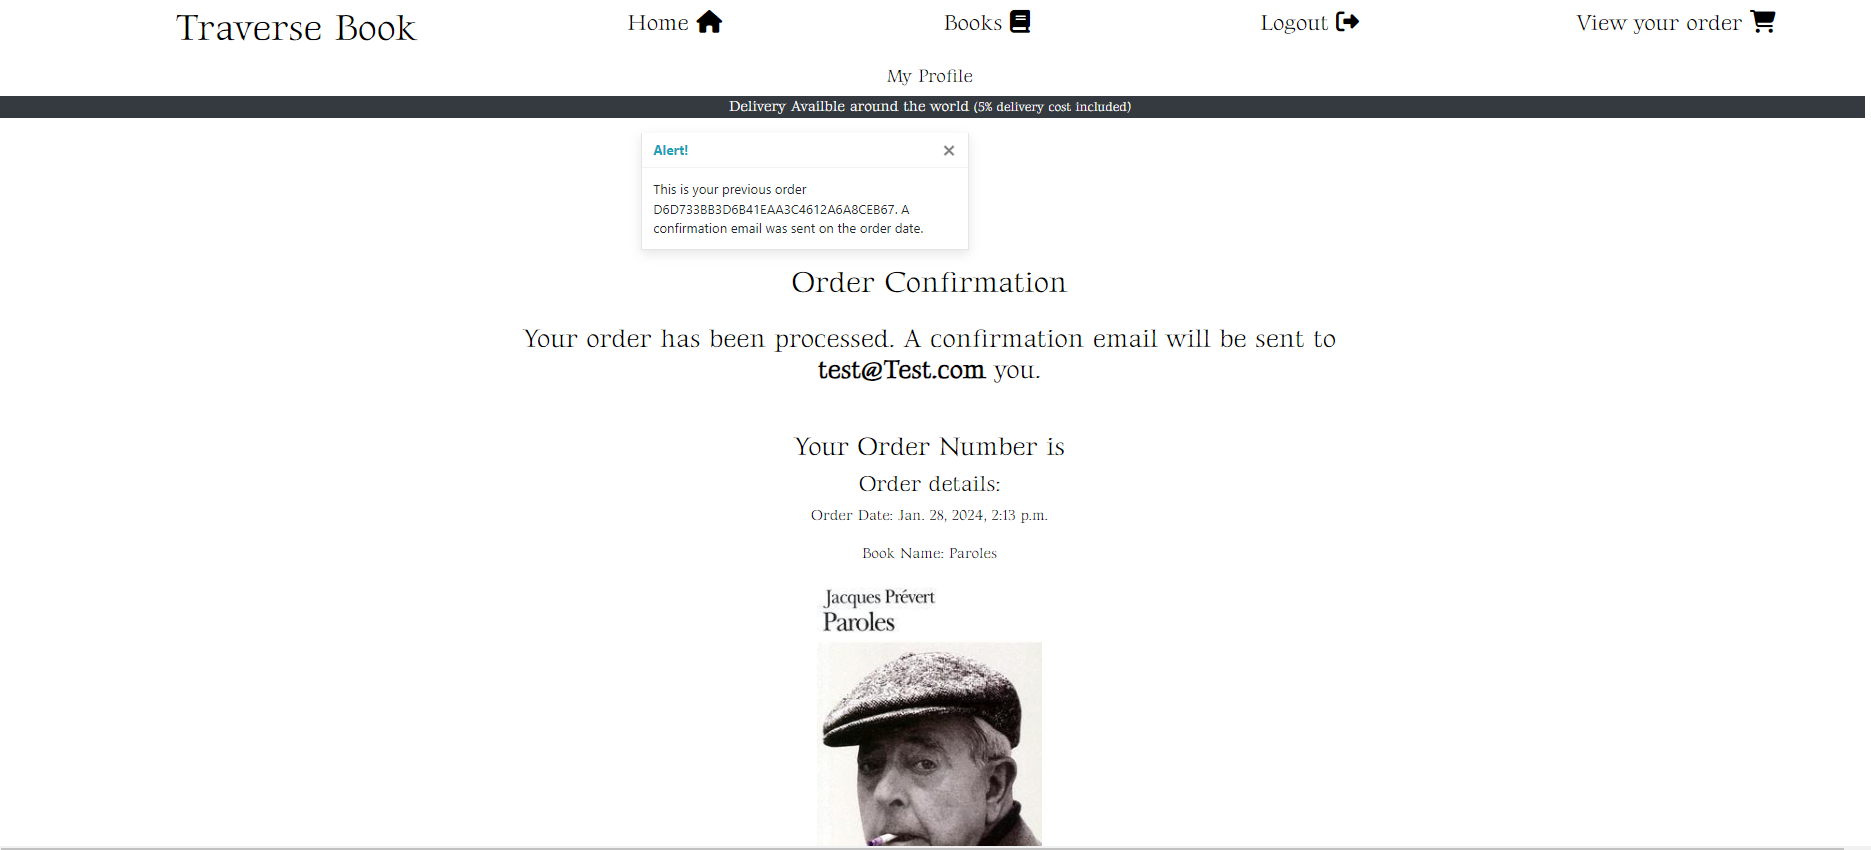 Traverse Book
Home
Books
Logout
View your order
My Profile
Delivery Availble around the world (5% delivery cost included)
Alert!
This is your previous order
D6D733BB3D6B41EAA3C4612A6A8CEB67. A
confirmation email was sent on the order date.
Order Confirmation
Your order has been processed. A confirmation email will be sent to
test@Test.com you.
Your Order Number is
Order details:
Order Date: Jan. 28, 2024, 2:13 p.m.
Book Name: Paroles
Jacques Prévert
Paroles